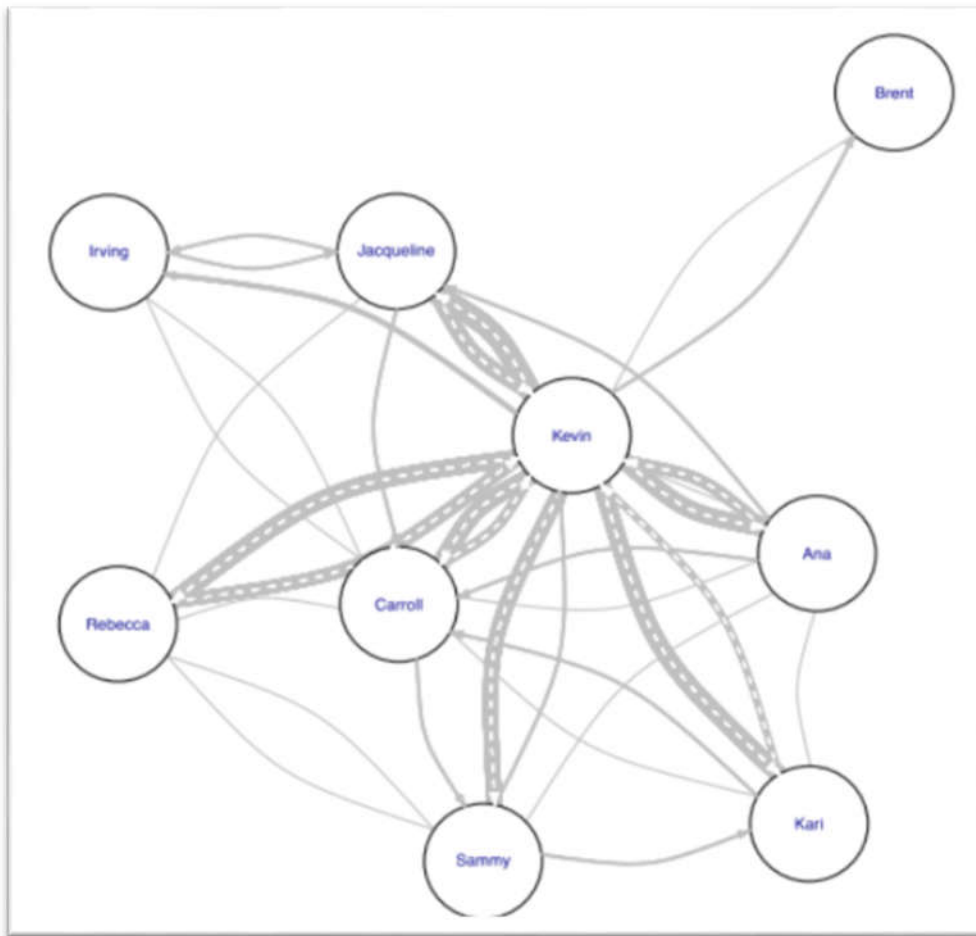 Brent
Irving
Jacqueline
Kevin
Ana
Carroll
Rebecca
Kari
Sammy